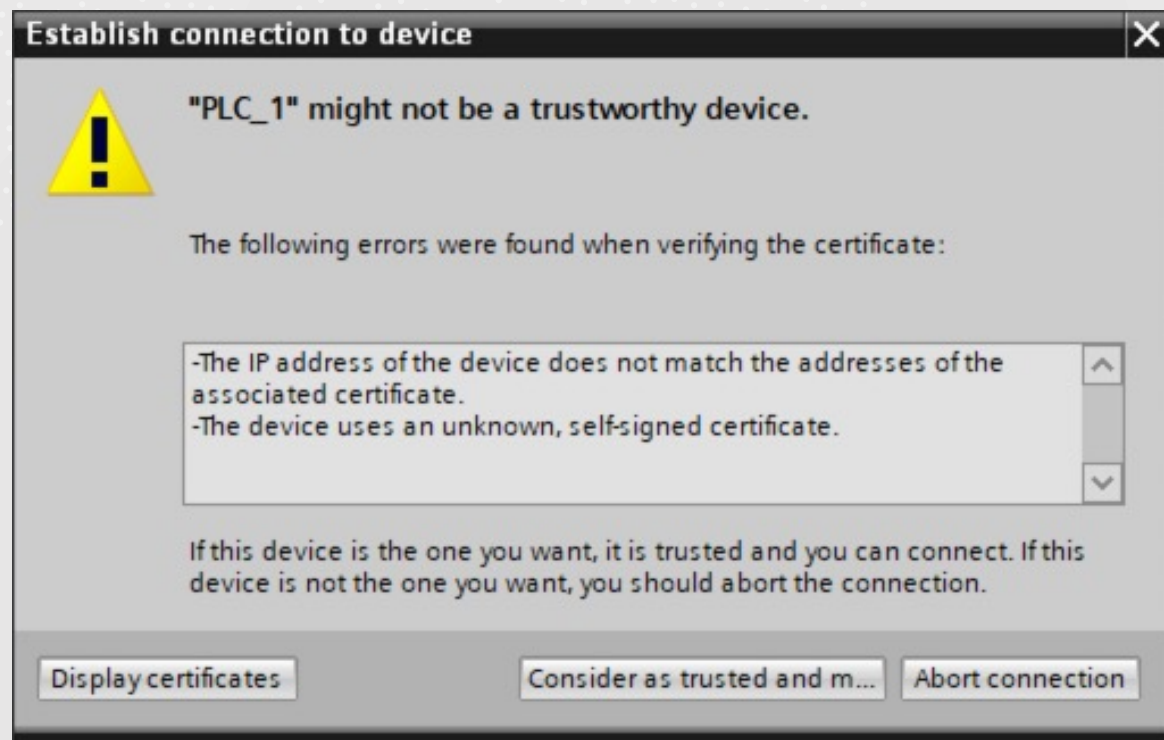 Establish connection to device
"PLC_1" might not be a trustworthy device.
The following errors were found when verifying the certificate:
-The IP address of the device does not match the addresses of the
associated certificate.
-The device uses an unknown, self-signed certificate.
If this device is the one you want, it is trusted and you can connect. If this
device is not the one you want, you should abort the connection.
Display certificates
Consider as trusted and m...
Abort connection